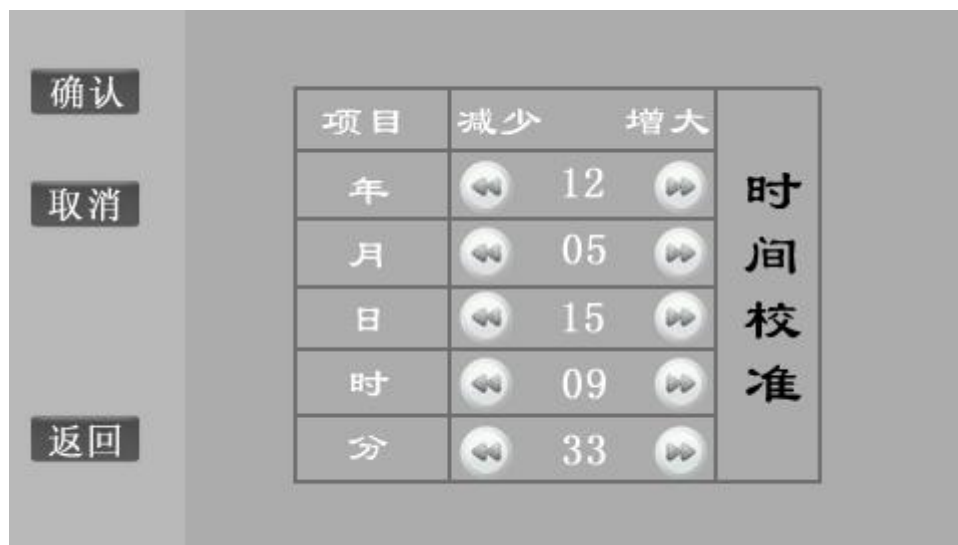 确认
取消
返回
项目 减少 增大
年 12
月 05
日 15
时 09
分 33
时间校准